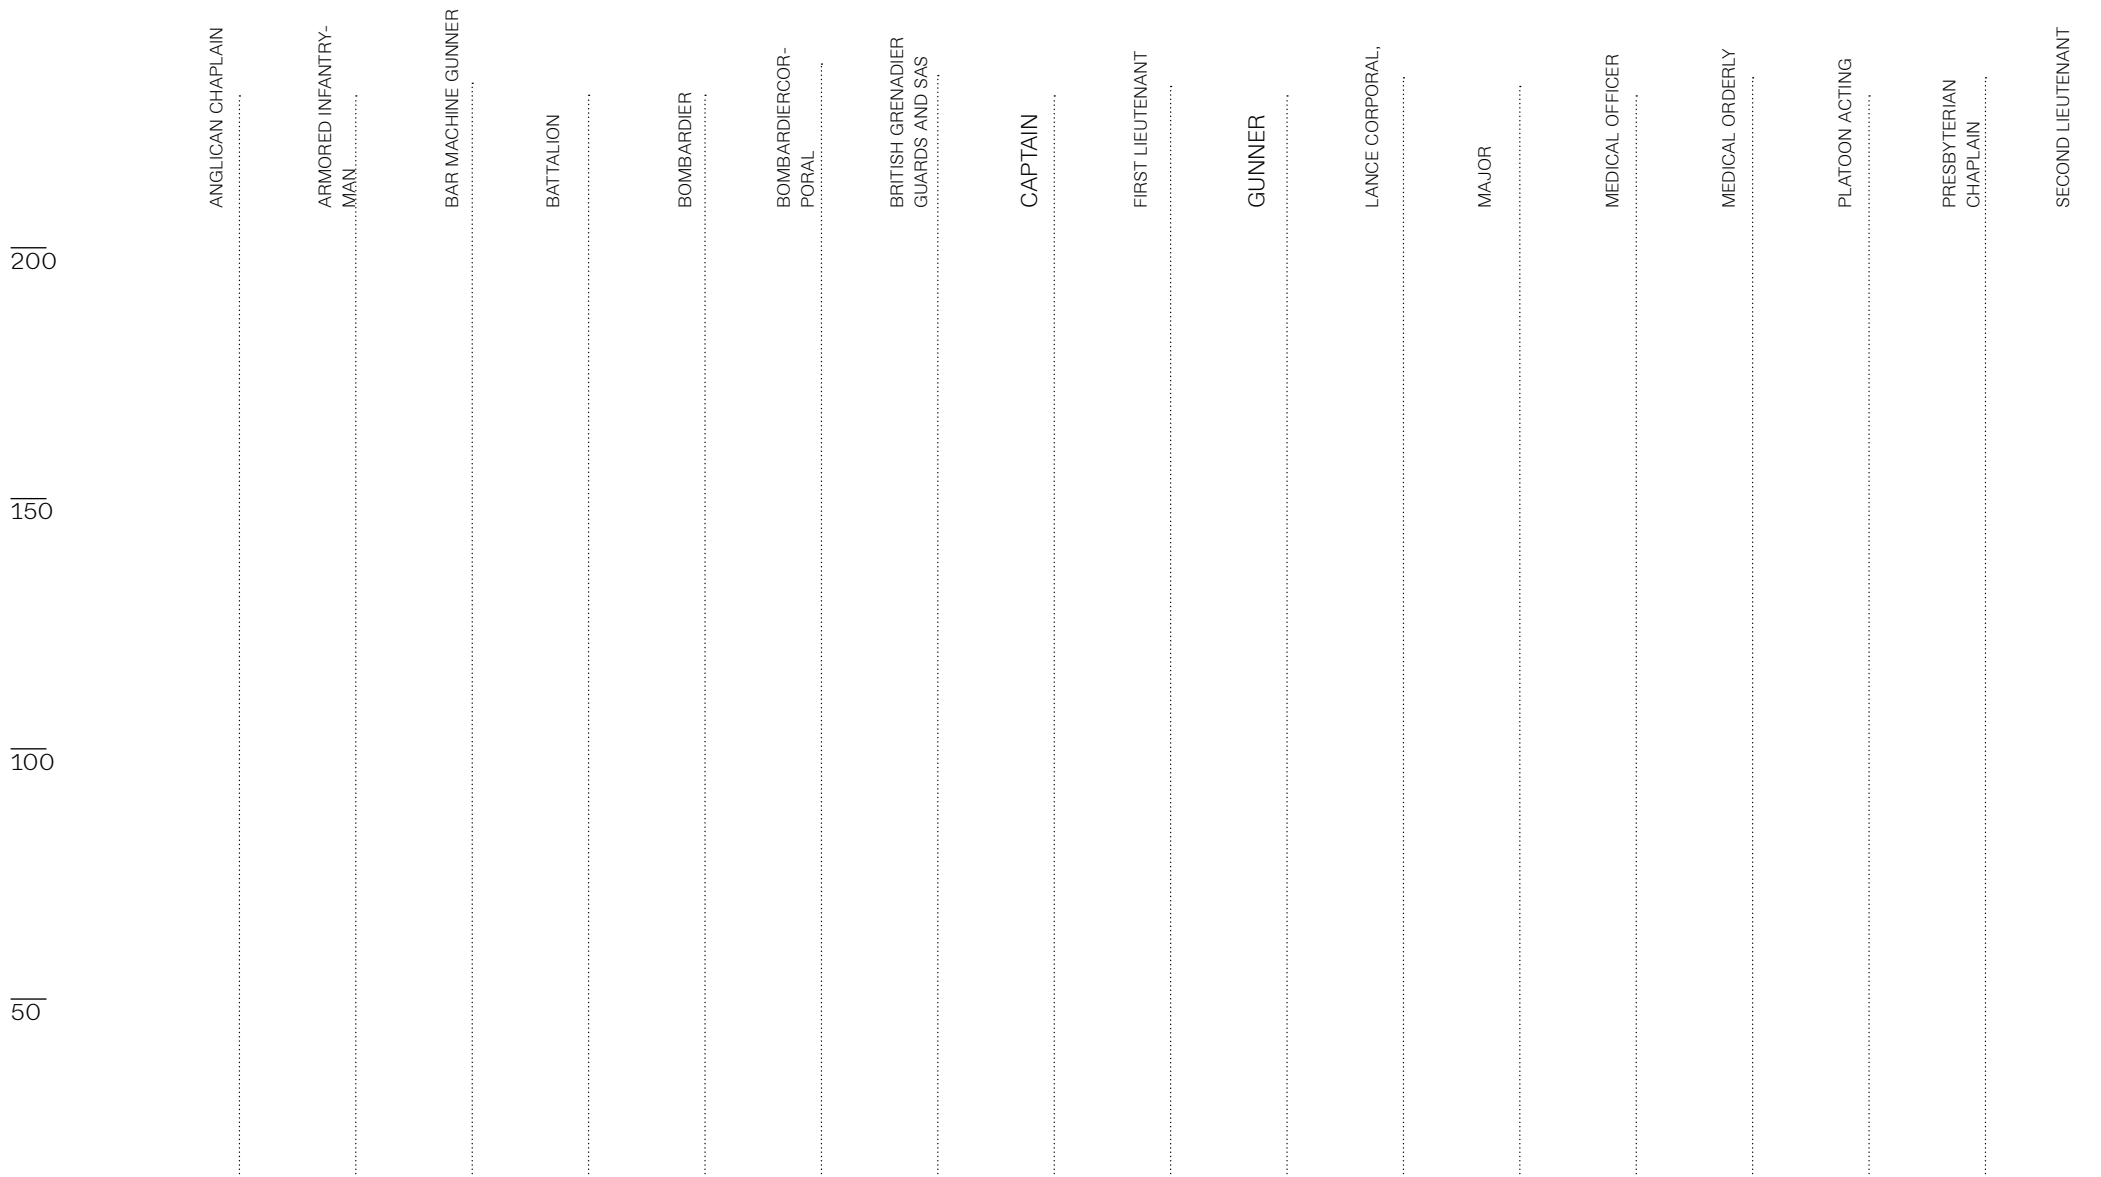 ANGLICAN CHAPLAIN
ARMORED INFANTRY-
MAN
BAR MACHINE GUNNER
BATTALION
BOMBARDIER
BOMBARDIERCOR-
PORAL
BRITISH GRENADIER
GUARDS AND SAS
CAPTAIN
FIRST LIEUTENANT
GUNNER
LANCE CORPORAL,
MAJOR
MEDICAL OFFICER
MEDICAL ORDERLY
PLATOON ACTING
PRESBYTERIAN
CHAPLAIN
SECOND LIEUTENANT
200
150
100
50